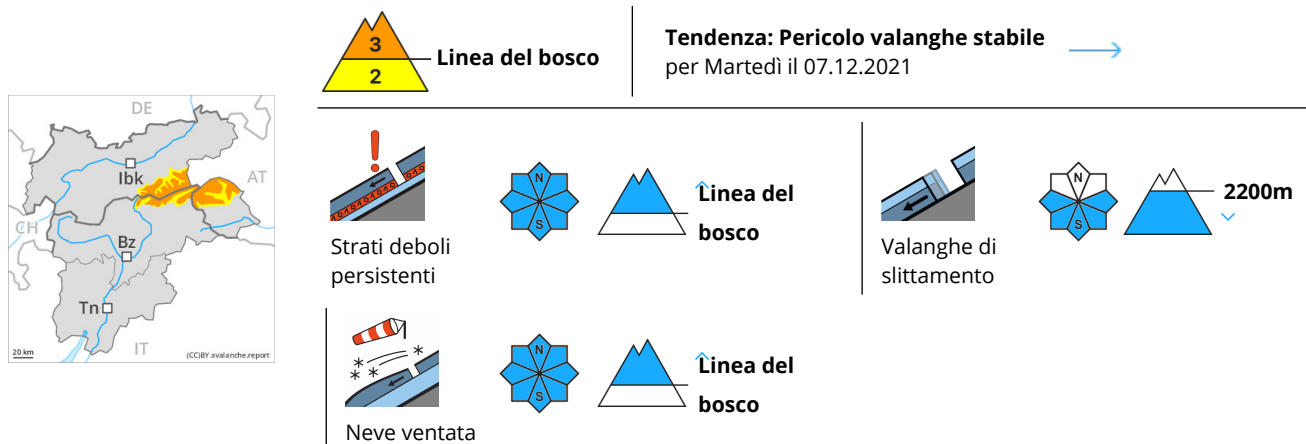 3
2
Linea del bosco
Tendenza: Pericolo valanghe stabile
per Martedì il 07.12.2021
DE
Ibk
AT
CH
Bz
Tn
IT
20 km
(CC)BY avalanche.report
N
S
Linea del
bosco
Strati deboli
persistenti
N
S
2200m
Valanghe di
slittamento
N
S
Linea del
bosco
Neve ventata